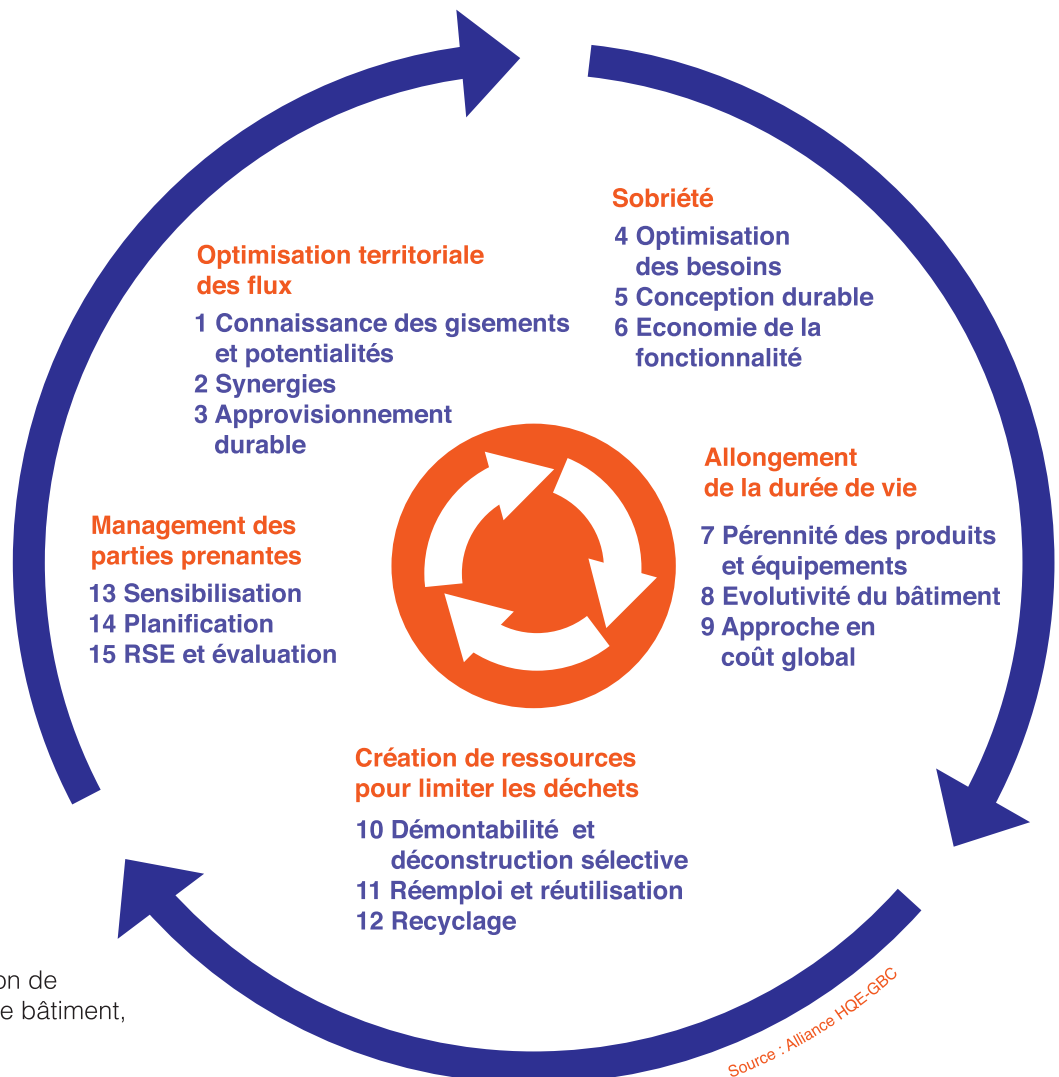 Optimisation territoriale
des flux
1 Connaissance des gisements
et potentialités
2 Synergies
3 Approvisionnement
durable
Sobriété
4 Optimisation
des besoins
5 Conception durable
6 Economie de la
fonctionnalité
Allongement
de la durée de vie
7 Pérennité des produits
et équipements
8 Evolutivité du bâtiment
9 Approche en
coût global
Création de ressources
pour limiter les déchets
10 Démontabilité et
déconstruction sélective
11 Réemploi et réutilisation
12 Recyclage
Management des
parties prenantes
13 Sensibilisation
14 Planification
15 RSE et évaluation
on de
e bâtiment,
Source : Alliance HQE-GBC